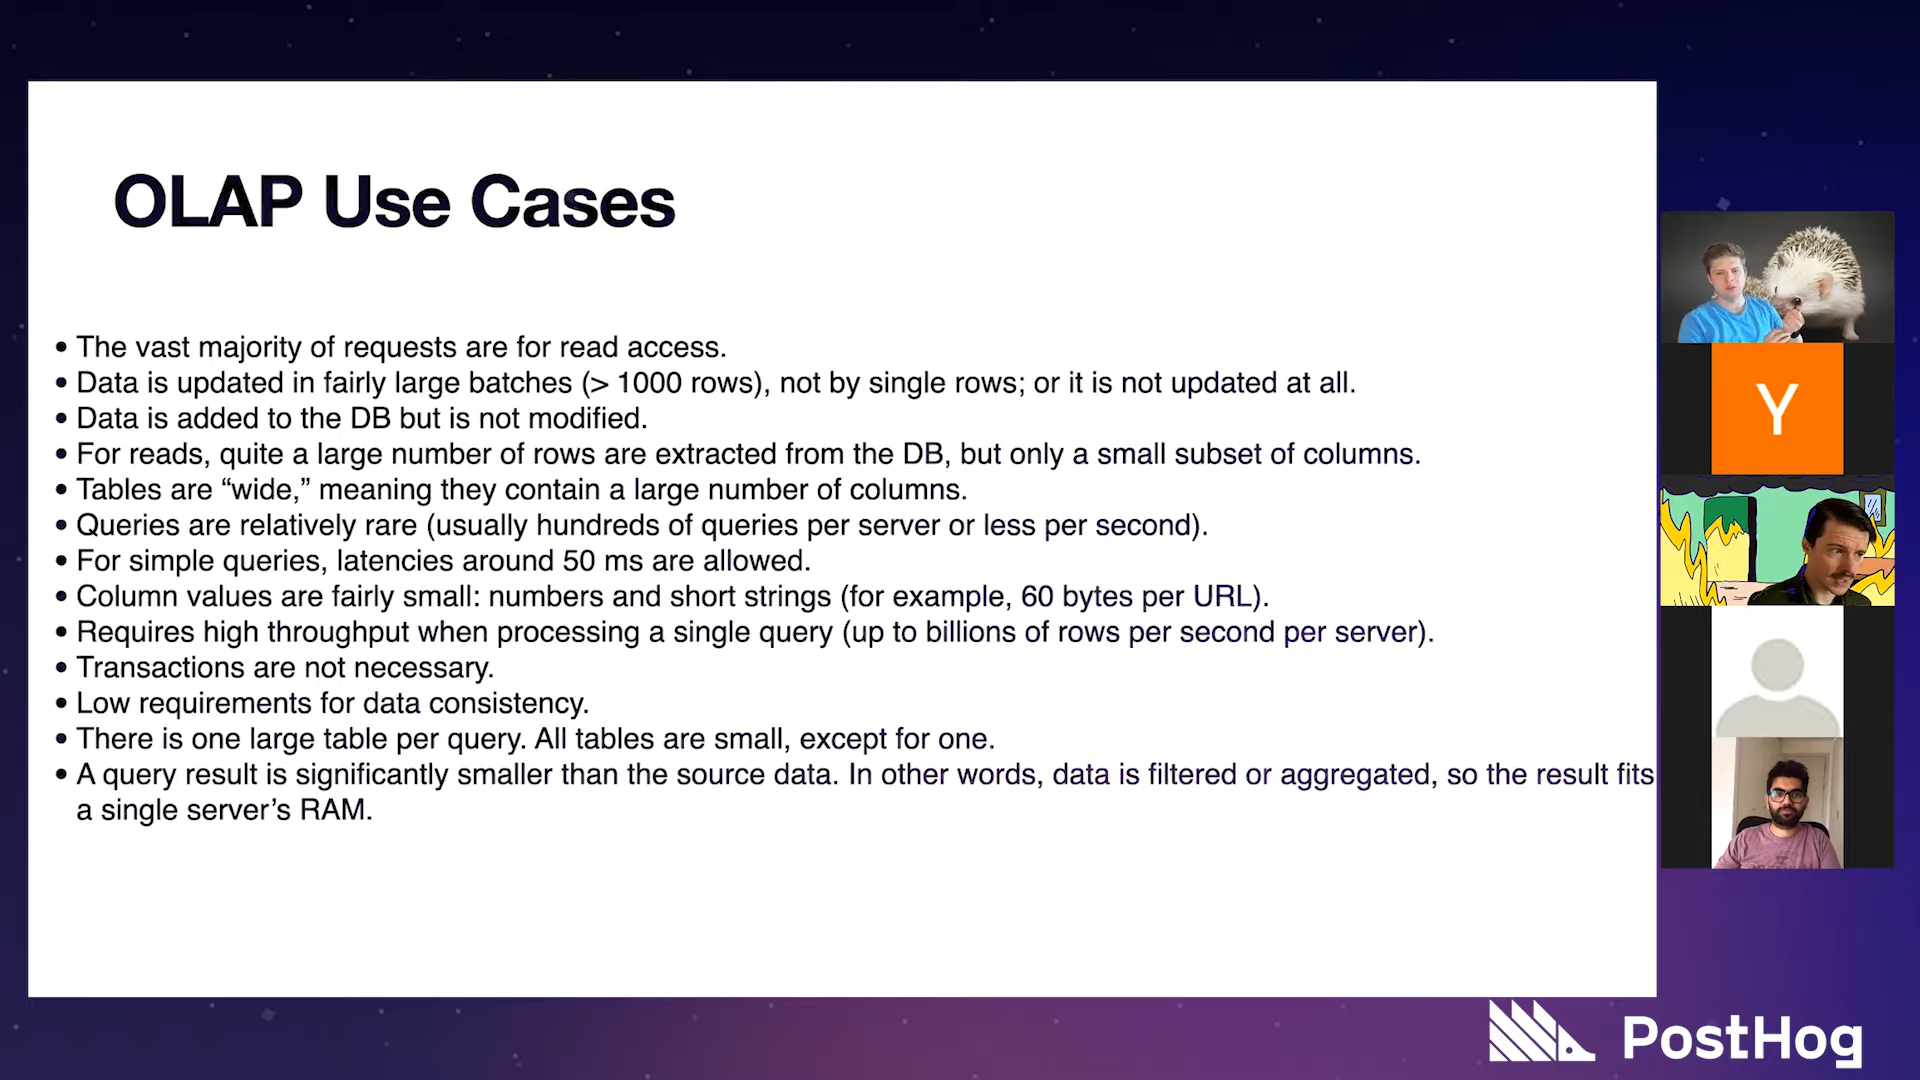 OLAP Use Cases
• The vast majority of requests are for read access.
• Data is updated in fairly large batches (> 1000 rows), not by single rows; or it is not updated at all.
• Data is added to the DB but is not modified.
• For reads, quite a large number of rows are extracted from the DB, but only a small subset of columns.
• Tables are “wide,” meaning they contain a large number of columns.
• Queries are relatively rare (usually hundreds of queries per server or less per second).
• For simple queries, latencies around 50 ms are allowed.
• Column values are fairly small: numbers and short strings (for example, 60 bytes per URL).
• Requires high throughput when processing a single query (up to billions of rows per second per server).
• Transactions are not necessary.
• Low requirements for data consistency.
• There is one large table per query. All tables are small, except for one.
• A query result is significantly smaller than the source data. In other words, data is filtered or aggregated, so the result fits
a single server’s RAM.
Y
PostHog